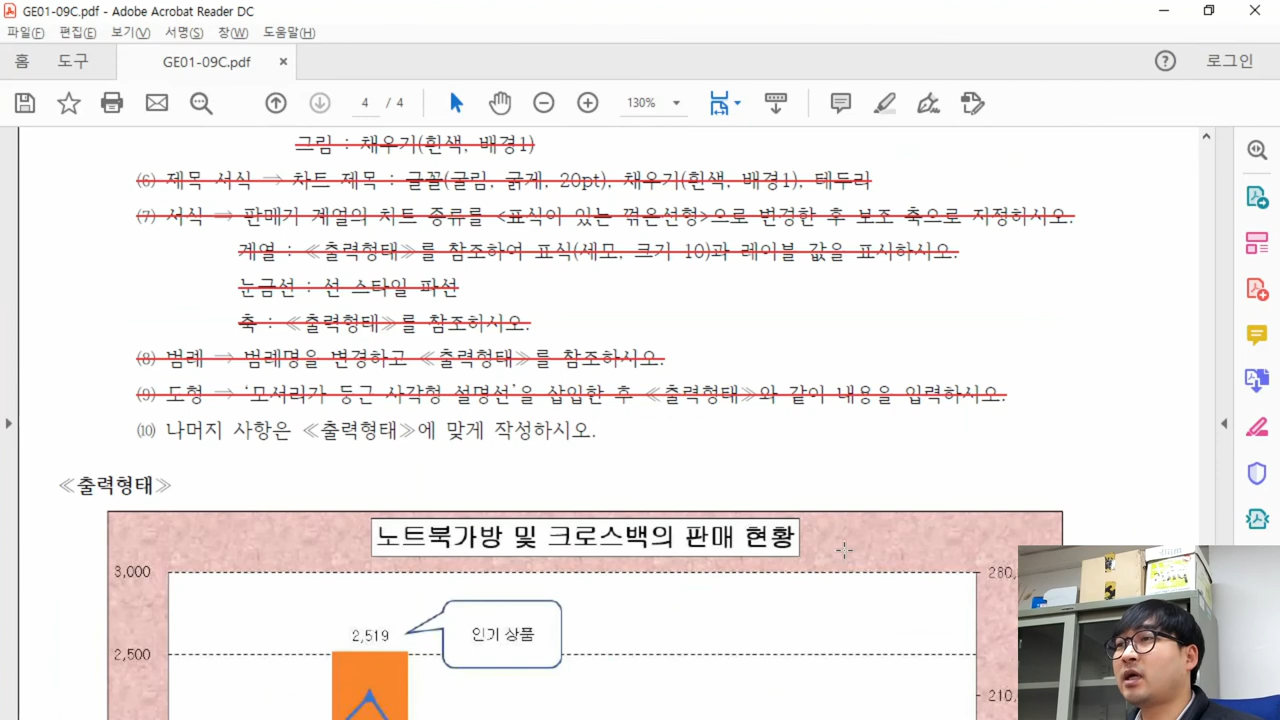 GE01-09C.pdf - Adobe Acrobat Reader DC
파일(F) 편집(E) 보기(V) 서명(S) 창(W) 도움말(H)
홈 도구 GE01-09C.pdf × 로그인
4 / 4 130%
그림 : 채우기(흰색, 배경1)
(6) 제목 서식 → 차트 제목 : 글꼴(굴림, 굵게, 20pt), 채우기(흰색, 배경1), 테두리
(7) 서식 → 판매가 계열의 차트 종류를 <표식이 있는 꺾은선형>으로 변경한 후 보조 축으로 지정하시오.
계열 : ≪출력형태≫를 참조하여 표식(세모, 크기 10)과 레이블 값을 표시하시오.
눈금선 : 선 스타일 파선
축 : ≪출력형태≫를 참조하시오.
(8) 범례 → 범례명을 변경하고 ≪출력형태≫를 참조하시오.
(9) 도형 → ‘모서리가 둥근 사각형 설명선’을 삽입한 후 ≪출력형태≫와 같이 내용을 입력하시오.
(10) 나머지 사항은 ≪출력형태≫에 맞게 작성하시오.
≪출력형태≫
노트북가방 및 크로스백의 판매 현황
3,000 280,
2,519 인기 상품
2,500
210,